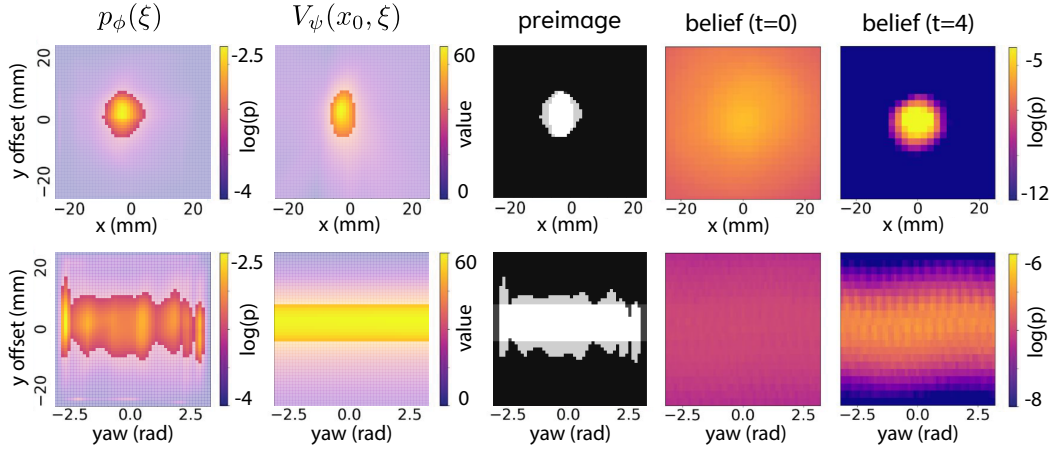 p_ϕ(ξ) V_ψ(x_0, ξ) preimage belief (t=0) belief (t=4)
20 -2.5 60 -5
y offset (mm) 0 log(p) value log(p)
−20 -4 0 -12
−20 0 20 −20 0 20 −20 0 20 −20 0 20 −20 0 20
x (mm) x (mm) x (mm) x (mm) x (mm)
20 -2.5 60 -6
y offset (mm) 0 log(p) value log(p)
−20 -4 0 -8
−2.5 0.0 2.5 −2.5 0.0 2.5 −2.5 0.0 2.5 −2.5 0.0 2.5 −2.5 0.0 2.5
yaw (rad) yaw (rad) yaw (rad) yaw (rad) yaw (rad)